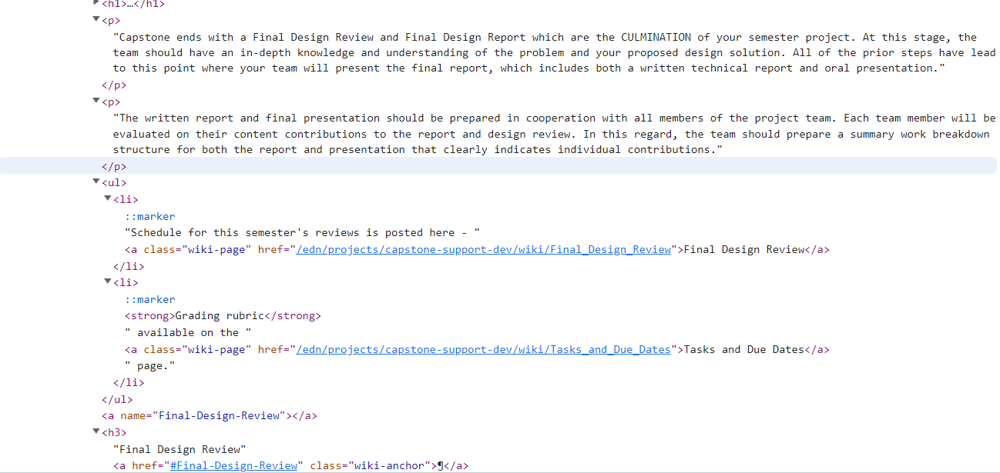 <h1>…</h1>
<p>
"Capstone ends with a Final Design Review and Final Design Report which are the CULMINATION of your semester project. At this stage, the
team should have an in-depth knowledge and understanding of the problem and your proposed design solution. All of the prior steps have lead
to this point where your team will present the final report, which includes both a written technical report and oral presentation."
</p>
<p>
"The written report and final presentation should be prepared in cooperation with all members of the project team. Each team member will be
evaluated on their content contributions to the report and design review. In this regard, the team should prepare a summary work breakdown
structure for both the report and presentation that clearly indicates individual contributions."
</p>
<ul>
<li>
::marker
"Schedule for this semester's reviews is posted here - "
<a class="wiki-page" href="/edn/projects/capstone-support-dev/wiki/Final_Design_Review">Final Design Review</a>
</li>
<li>
::marker
<strong>Grading rubric</strong>
" available on the "
<a class="wiki-page" href="/edn/projects/capstone-support-dev/wiki/Tasks_and_Due_Dates">Tasks and Due Dates</a>
" page."
</li>
</ul>
<a name="Final-Design-Review"></a>
<h3>
"Final Design Review"
<a href="#Final-Design-Review" class="wiki-anchor">¶</a>